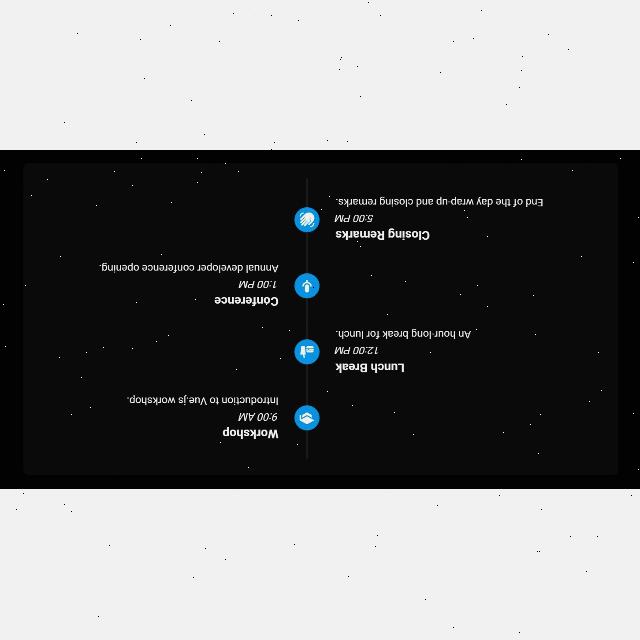 Workshop
9:00 AM
Introduction to Vue.js workshop.
Lunch Break
12:00 PM
An hour-long break for lunch.
Conference
1:00 PM
Annual developer conference opening.
Closing Remarks
5:00 PM
End of the day wrap-up and closing remarks.